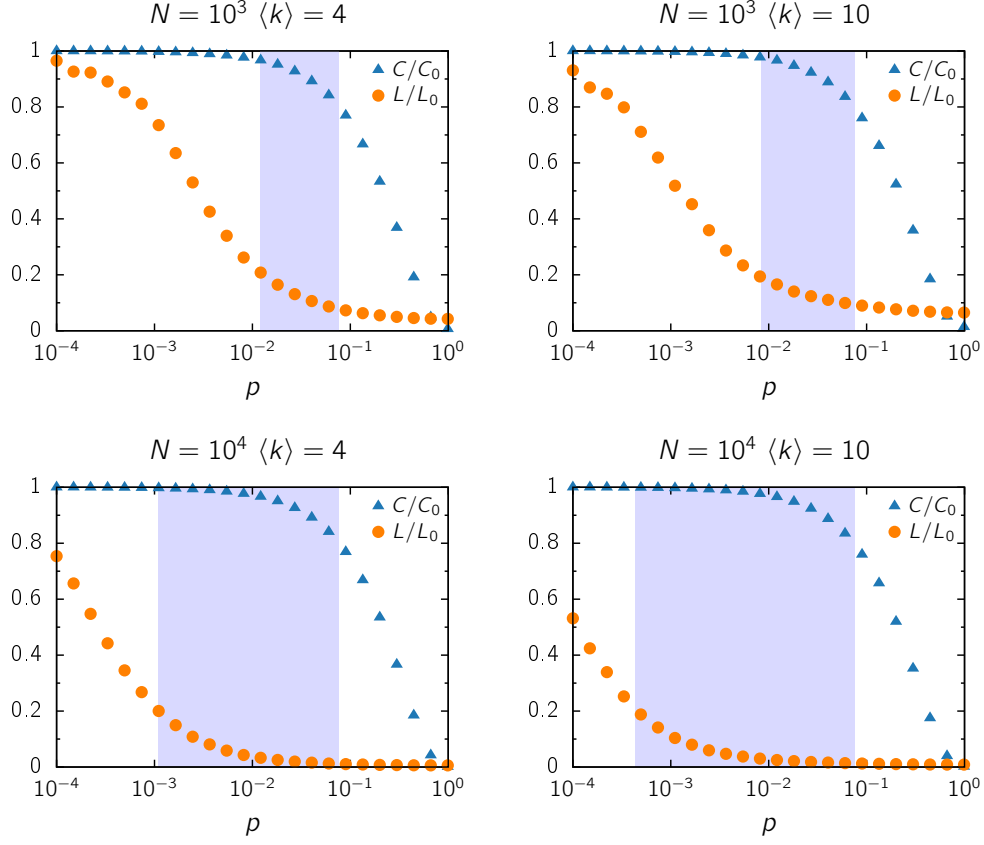 N = 10³ ⟨k⟩ = 4
1
0.8
0.6
0.4
0.2
0
C/C₀
L/L₀
10⁻⁴ 10⁻³ 10⁻² 10⁻¹ 10⁰
p
N = 10³ ⟨k⟩ = 10
1
0.8
0.6
0.4
0.2
0
C/C₀
L/L₀
10⁻⁴ 10⁻³ 10⁻² 10⁻¹ 10⁰
p
N = 10⁴ ⟨k⟩ = 4
1
0.8
0.6
0.4
0.2
0
C/C₀
L/L₀
10⁻⁴ 10⁻³ 10⁻² 10⁻¹ 10⁰
p
N = 10⁴ ⟨k⟩ = 10
1
0.8
0.6
0.4
0.2
0
C/C₀
L/L₀
10⁻⁴ 10⁻³ 10⁻² 10⁻¹ 10⁰
p